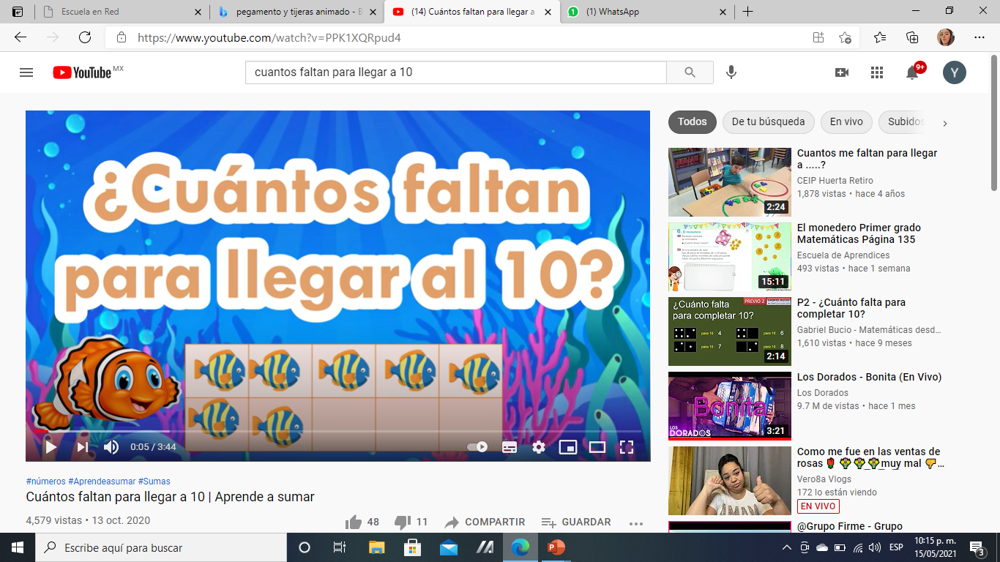 Escuela en Red
pegamento y tijeras animado - B
(14) Cuántos faltan para llegar a
(1) WhatsApp
https://www.youtube.com/watch?v=PPK1XQRpud4
YouTube MX
cuantos faltan para llegar a 10
9+
Y
¿Cuántos faltan
para llegar al 10?
0:05 / 3:44
#números #Aprendeasumar #Sumas
Cuántos faltan para llegar a 10 | Aprende a sumar
4,579 vistas • 13 oct. 2020
48
11
COMPARTIR
GUARDAR
Todos
De tu búsqueda
En vivo
Subidos
Cuantos me faltan para llegar
a .....?
CEIP Huerta Retiro
1,878 vistas • hace 4 años
2:24
El monedero Primer grado
Matemáticas Página 135
Escuela de Aprendices
493 vistas • hace 1 semana
15:11
¿Cuánto falta
para completar 10?
PREVIO 2
GABRIEL BUCIO
para 10 4
para 10 6
para 10 7
para 10 8
2:14
P2 - ¿Cuánto falta para
completar 10?
Gabriel Bucio - Matemáticas desd...
1,610 vistas • hace 9 meses
Bonita
LOS
DORADOS
3:21
Los Dorados - Bonita (En Vivo)
Los Dorados
9.7 M de vistas • hace 1 mes
Como me fue en las ventas de
rosas 🌹 💐💐💐muy mal 👎...
Vero8a Vlogs
172 lo están viendo
EN VIVO
@Grupo Firme - Grupo
Escribe aquí para buscar
ESP
10:15 p. m.
15/05/2021
3